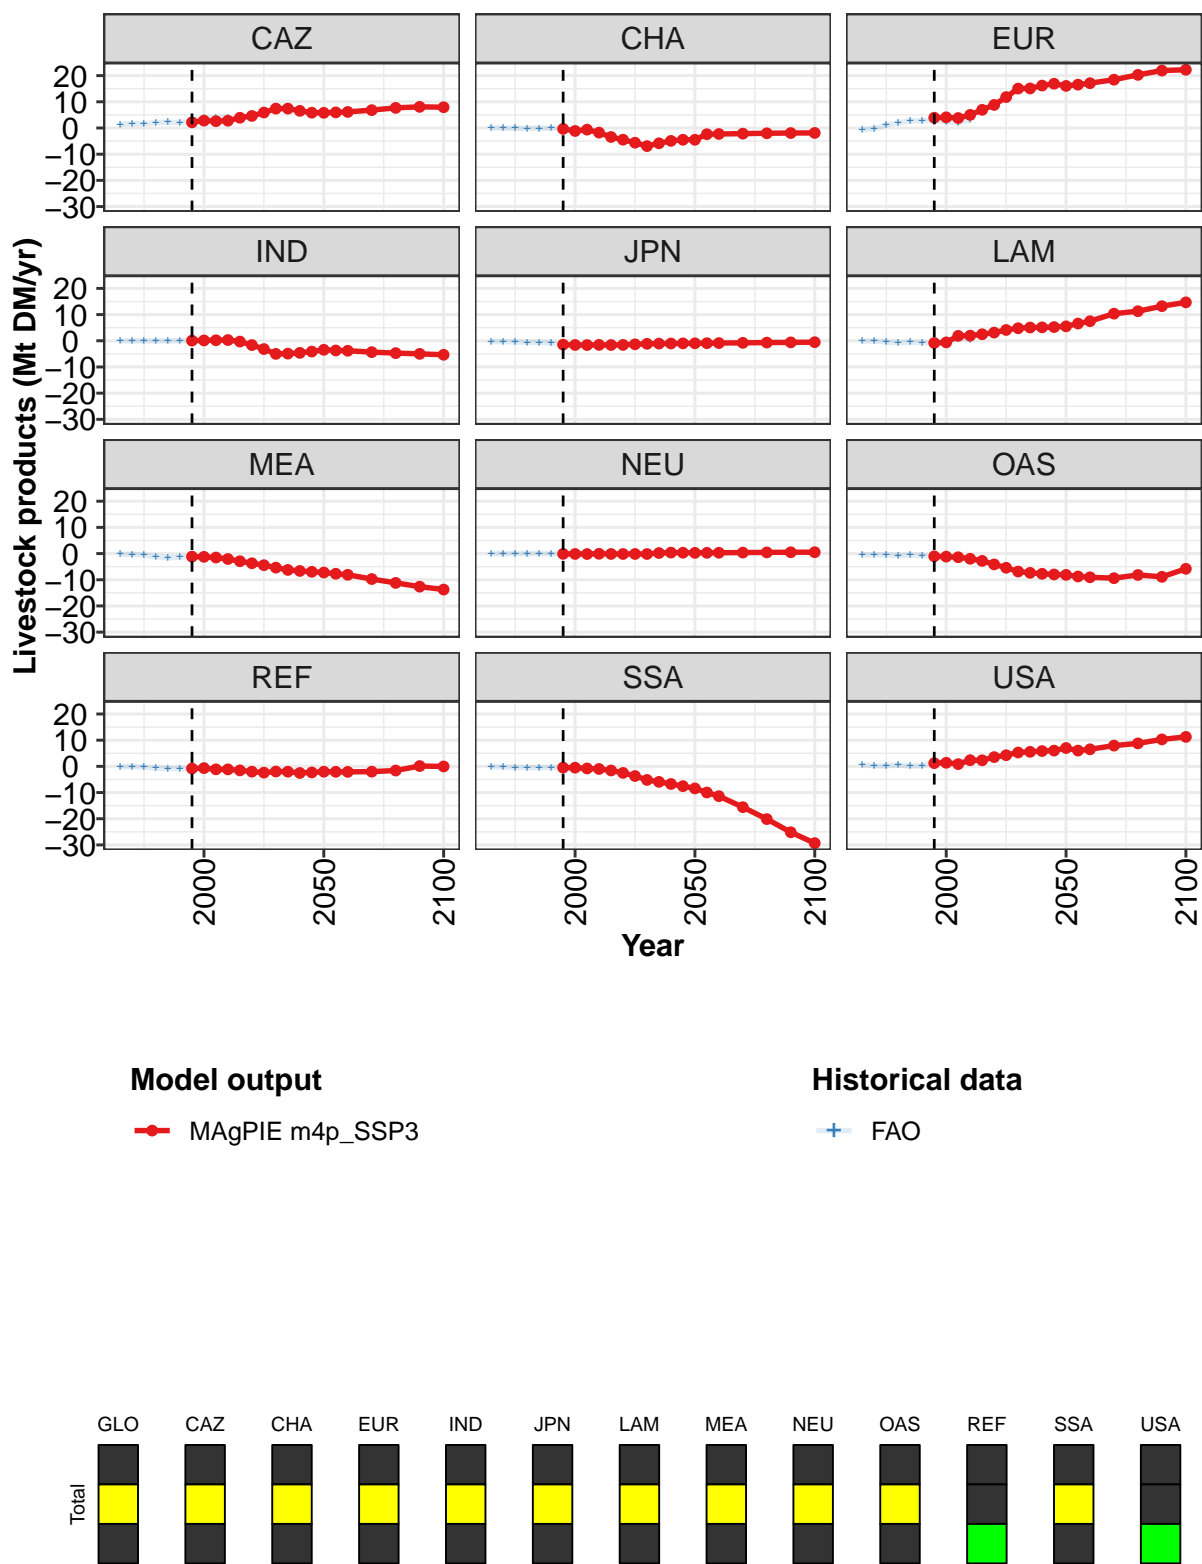 CAZ CHA EUR
20
10
0
−10
−20
−30
IND JPN LAM
20
10
0
−10
−20
−30
MEA NEU OAS
20
10
0
−10
−20
−30
REF SSA USA
20
10
0
−10
−20
−30
Livestock products (Mt DM/yr)
2000 2050 2100 2000 2050 2100 2000 2050 2100
Year
Model output Historical data
MAgPIE m4p_SSP3 FAO
GLO CAZ CHA EUR IND JPN LAM MEA NEU OAS REF SSA USA
Total